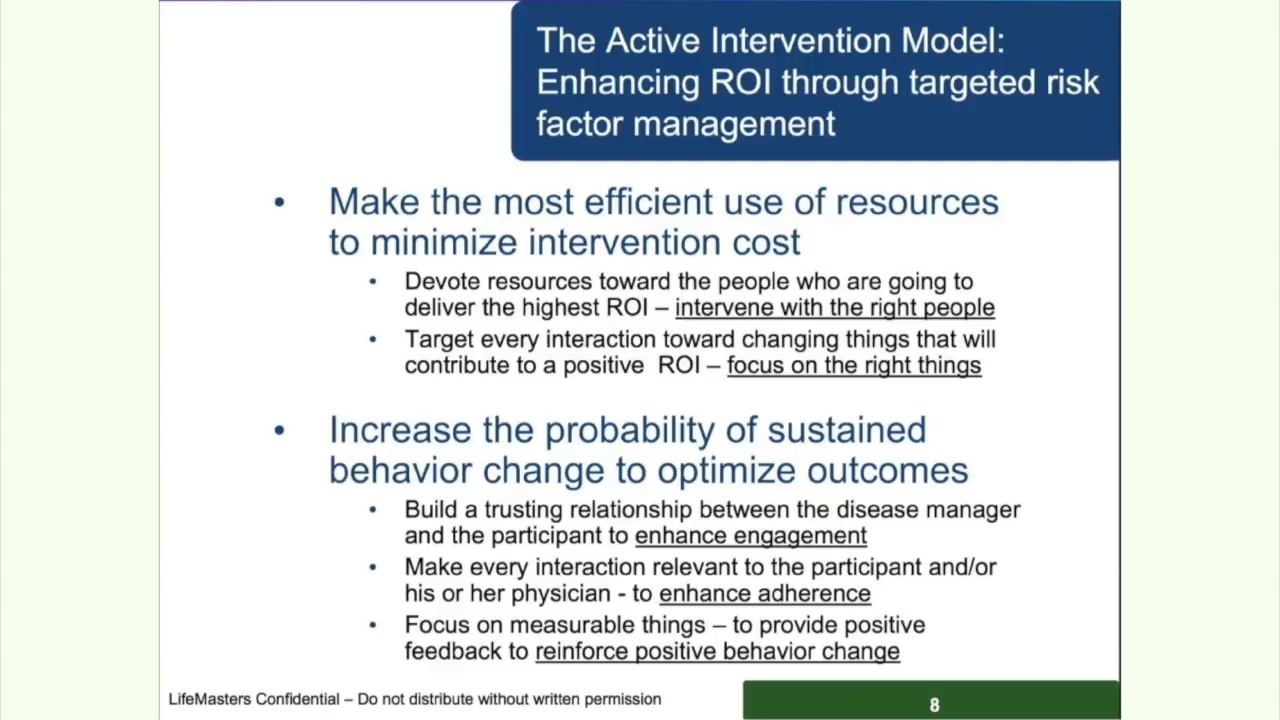 The Active Intervention Model:
Enhancing ROI through targeted risk
factor management
• Make the most efficient use of resources
to minimize intervention cost
• Devote resources toward the people who are going to
deliver the highest ROI – intervene with the right people
• Target every interaction toward changing things that will
contribute to a positive  ROI – focus on the right things
• Increase the probability of sustained
behavior change to optimize outcomes
• Build a trusting relationship between the disease manager
and the participant to enhance engagement
• Make every interaction relevant to the participant and/or
his or her physician - to enhance adherence
• Focus on measurable things – to provide positive
feedback to reinforce positive behavior change
LifeMasters Confidential – Do not distribute without written permission
8